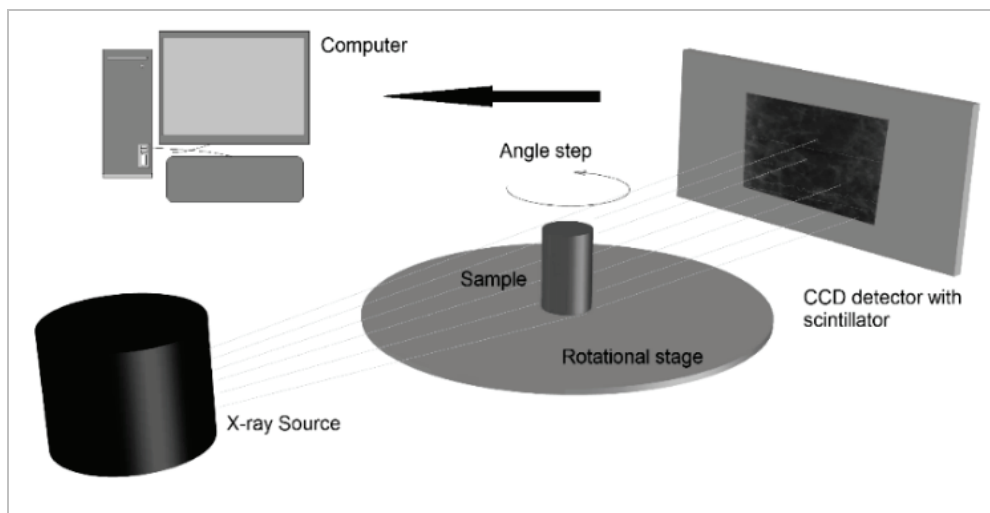 Computer
Angle step
Sample
CCD detector with
scintillator
Rotational stage
X-ray Source